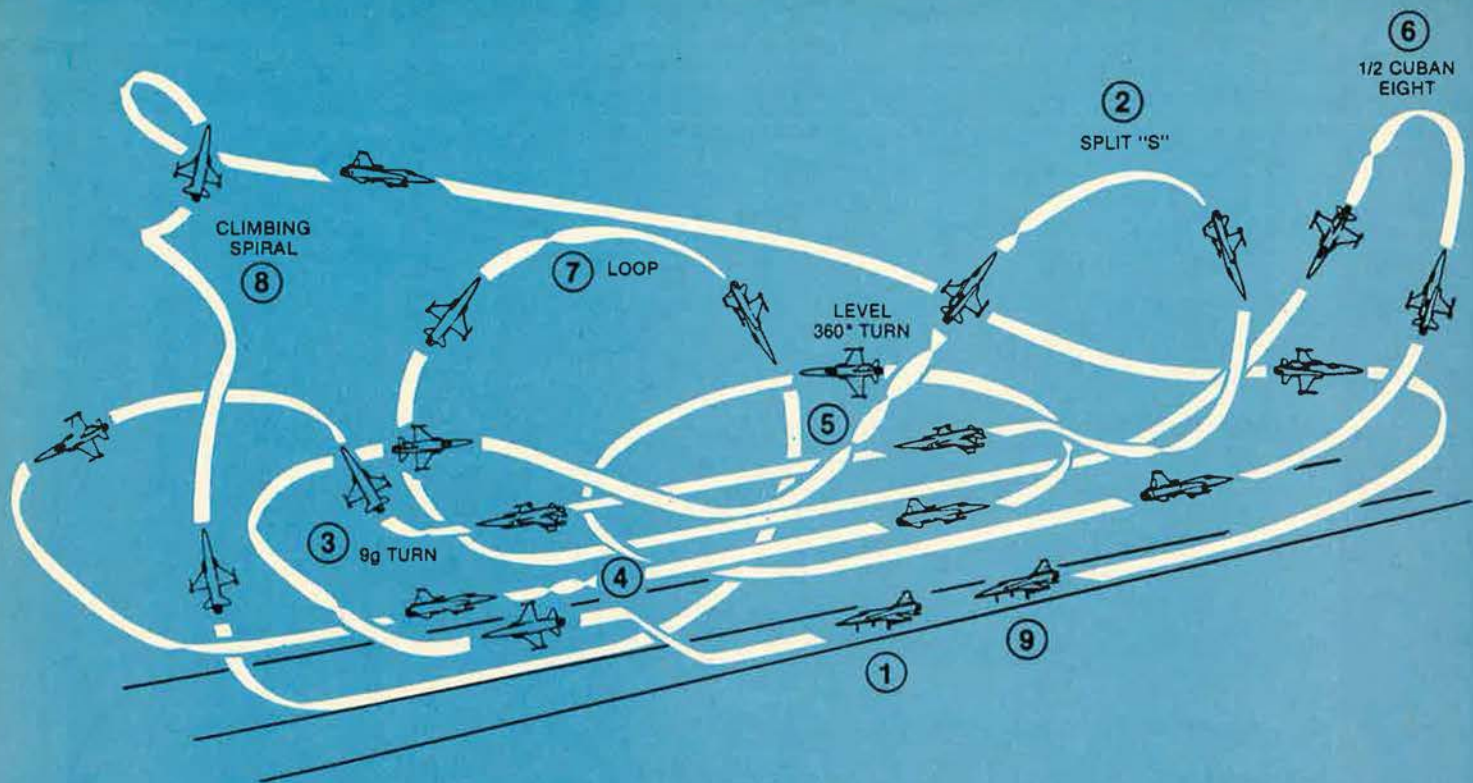 6
1/2 CUBAN
EIGHT
2
SPLIT "S"
CLIMBING
SPIRAL
8
7 LOOP
LEVEL
360° TURN
5
3 9g TURN
4
1
9